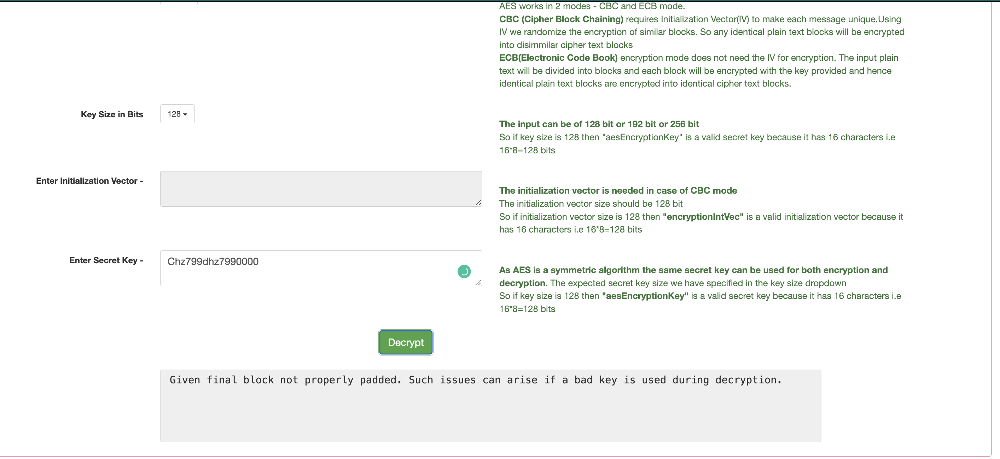 AES works in 2 modes - CBC and ECB mode.
CBC (Cipher Block Chaining) requires Initialization Vector(IV) to make each message unique.Using
IV we randomize the encryption of similar blocks. So any identical plain text blocks will be encrypted
into disimmilar cipher text blocks
ECB(Electronic Code Book) encryption mode does not need the IV for encryption. The input plain
text will be divided into blocks and each block will be encrypted with the key provided and hence
identical plain text blocks are encrypted into identical cipher text blocks.
Key Size in Bits
128
The input can be of 128 bit or 192 bit or 256 bit
So if key size is 128 then "aesEncryptionKey" is a valid secret key because it has 16 characters i.e
16*8=128 bits
Enter Initialization Vector -
The initialization vector is needed in case of CBC mode
The initialization vector size should be 128 bit
So if initialization vector size is 128 then "encryptionIntVec" is a valid initialization vector because it
has 16 characters i.e 16*8=128 bits
Enter Secret Key -
Chz799dhz7990000
As AES is a symmetric algorithm the same secret key can be used for both encryption and
decryption. The expected secret key size we have specified in the key size dropdown
So if key size is 128 then "aesEncryptionKey" is a valid secret key because it has 16 characters i.e
16*8=128 bits
Decrypt
Given final block not properly padded. Such issues can arise if a bad key is used during decryption.